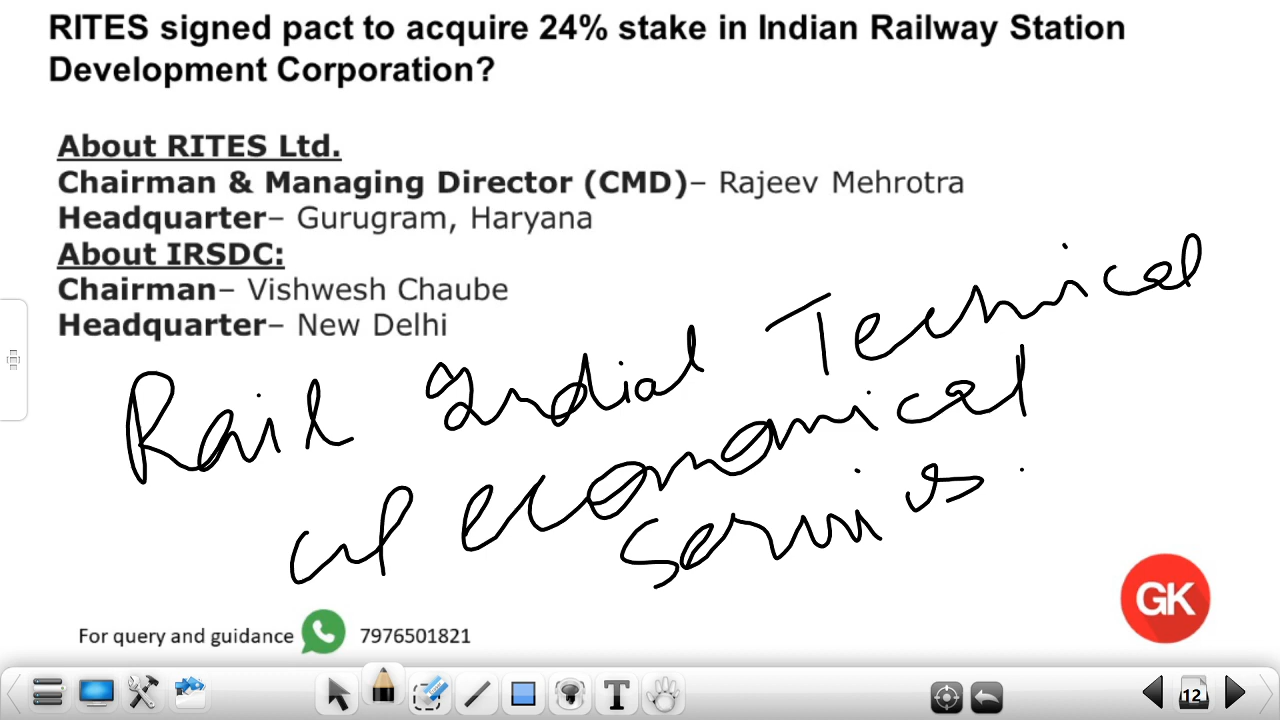 RITES signed pact to acquire 24% stake in Indian Railway Station
Development Corporation?
About RITES Ltd.
Chairman & Managing Director (CMD)– Rajeev Mehrotra
Headquarter– Gurugram, Haryana
About IRSDC:
Chairman– Vishwesh Chaube
Headquarter– New Delhi
Rail Indial Technical
economical
Services.
GK
For query and guidance 7976501821
12